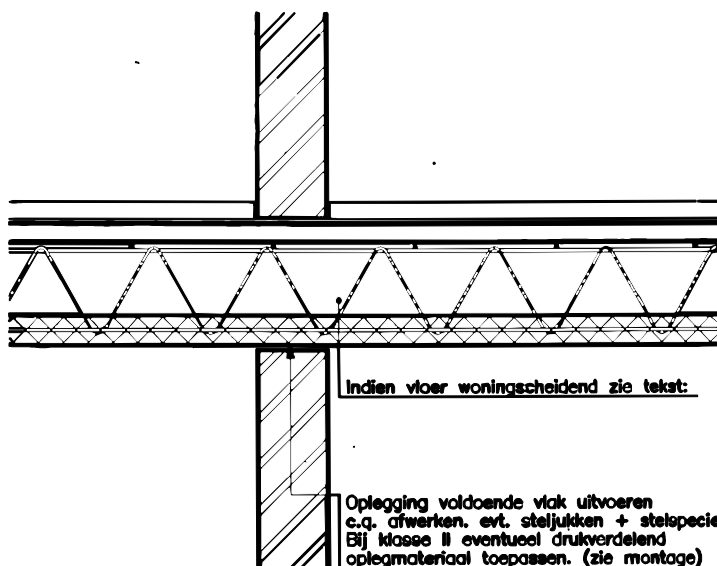 Indien vloer woningscheidend zie tekst:
Oplegging voldoende vlak uitvoeren
c.q. afwerken. evt. steljukken + stelspecie
Bij klasse II eventueel drukverdelend
oplegmateriaal toepassen. (zie montage)